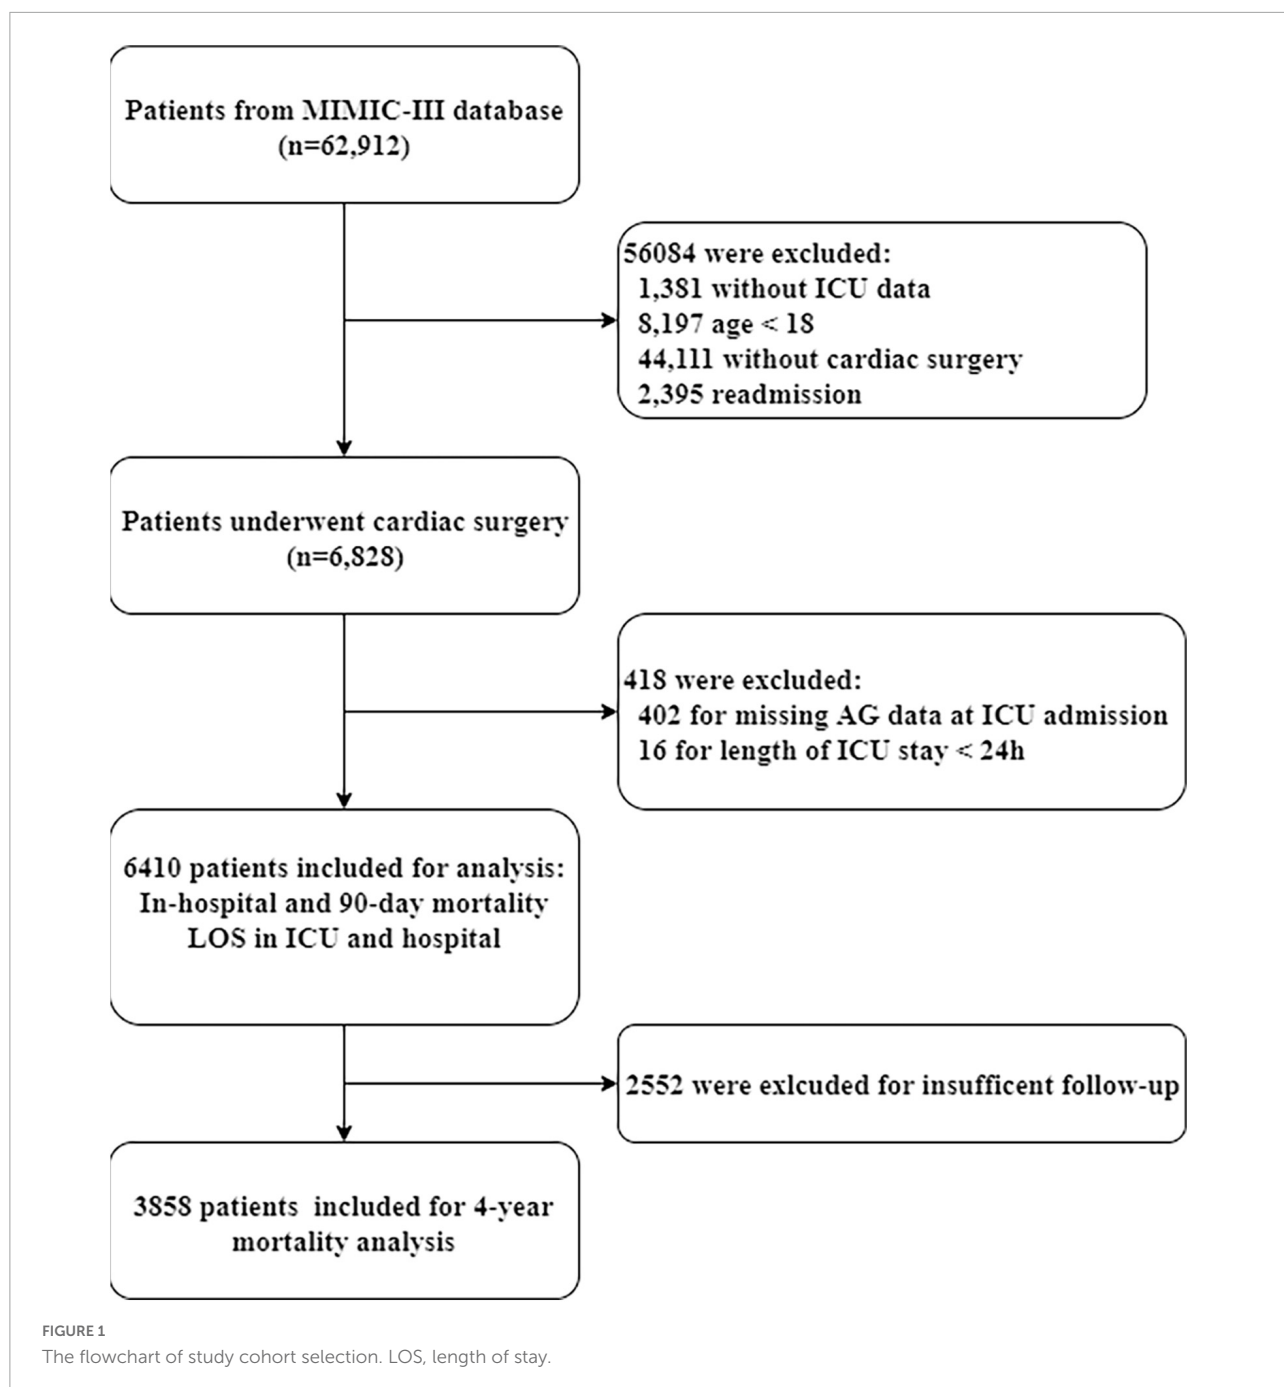 Patients from MIMIC-III database
(n=62,912)
56084 were excluded:
1,381 without ICU data
8,197 age < 18
44,111 without cardiac surgery
2,395 readmission
Patients underwent cardiac surgery
(n=6,828)
418 were excluded:
402 for missing AG data at ICU admission
16 for length of ICU stay < 24h
6410 patients included for analysis:
In-hospital and 90-day mortality
LOS in ICU and hospital
2552 were exlcuded for insufficent follow-up
3858 patients included for 4-year
mortality analysis
FIGURE 1
The flowchart of study cohort selection. LOS, length of stay.